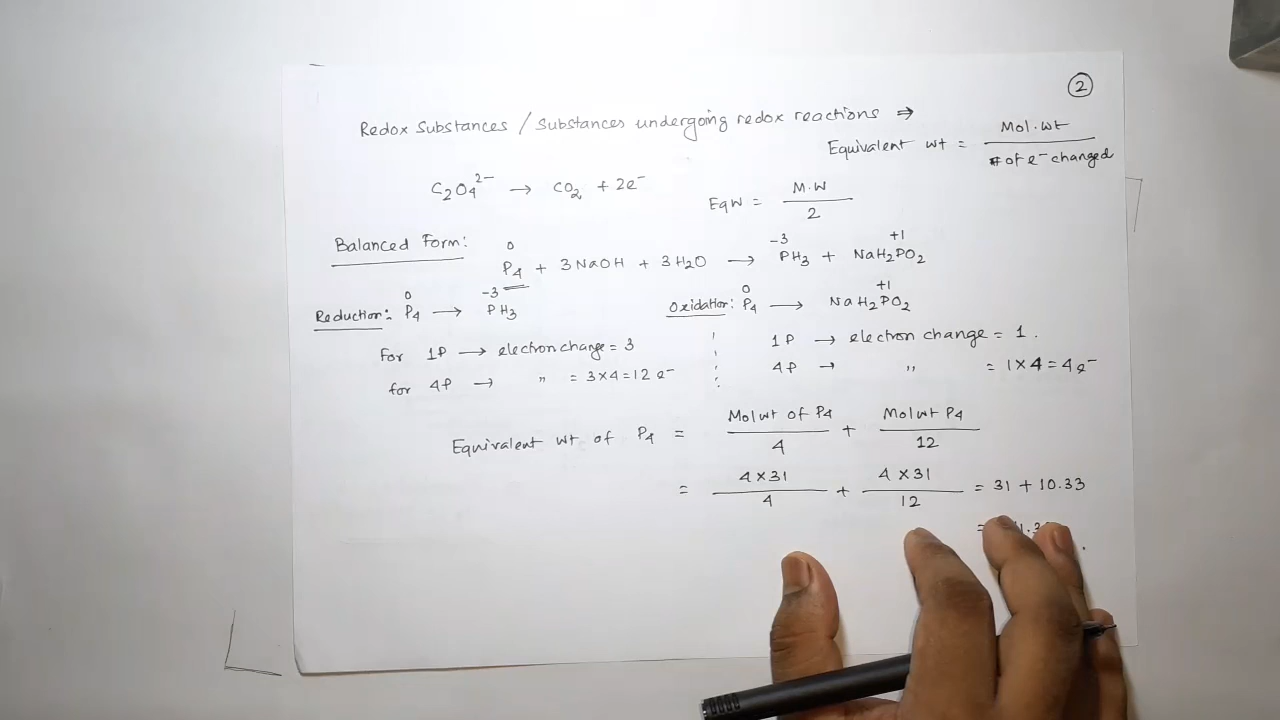 2
Redox Substances / Substances undergoing redox reactions ⇒
Equivalent wt = Mol. wt / # of e⁻ changed
C₂O₄²⁻ → CO₂ + 2e⁻
EqW = M.W / 2
Balanced Form:
0 -3 +1
P₄ + 3NaOH + 3H₂O → PH₃ + NaH₂PO₂
0 -3
Reduction: P₄ → PH₃
0 +1
Oxidation: P₄ → NaH₂PO₂
For 1P → electron change = 3
for 4P → " = 3×4 = 12 e⁻
1P → electron change = 1.
4P → " = 1×4 = 4e⁻
Equivalent wt of P₄ = Mol wt of P₄ / 4 + Mol wt P₄ / 12
= 4×31 / 4 + 4×31 / 12 = 31 + 10.33
=